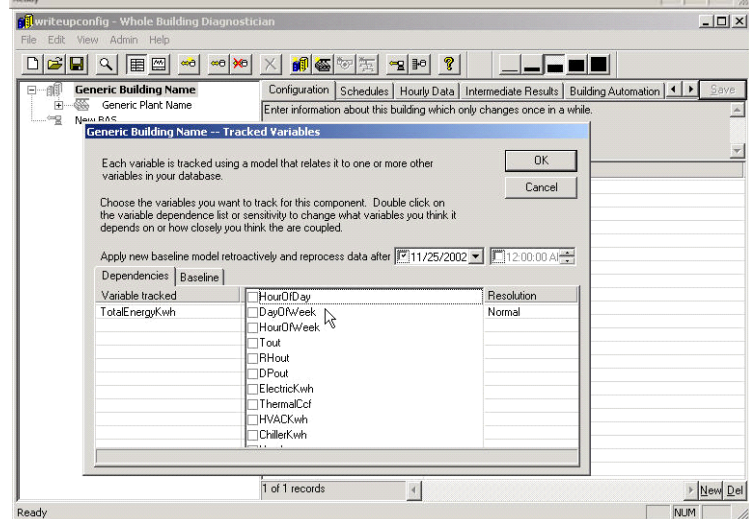 Ready
writeupconfig - Whole Building Diagnostician
File Edit View Admin Help
Generic Building Name
Generic Plant Name
New BAS
Configuration Schedules Hourly Data Intermediate Results Building Automation Save
Enter information about this building which only changes once in a while.
Generic Building Name -- Tracked Variables
Each variable is tracked using a model that relates it to one or more other
variables in your database.
OK
Cancel
Choose the variables you want to track for this component. Double click on
the variable dependence list or sensitivity to change what variables you think it
depends on or how closely you think the are coupled.
Apply new baseline model retroactively and reprocess data after 11/25/2002 12:00:00 AM
Dependencies Baseline
Variable tracked HourOfDay Resolution
TotalEnergyKwh DayOfWeek Normal
HourOfWeek
Tout
RHout
DPout
ElectricKwh
ThermalCcf
HVACKwh
ChillerKwh
1 of 1 records New Del
Ready NUM